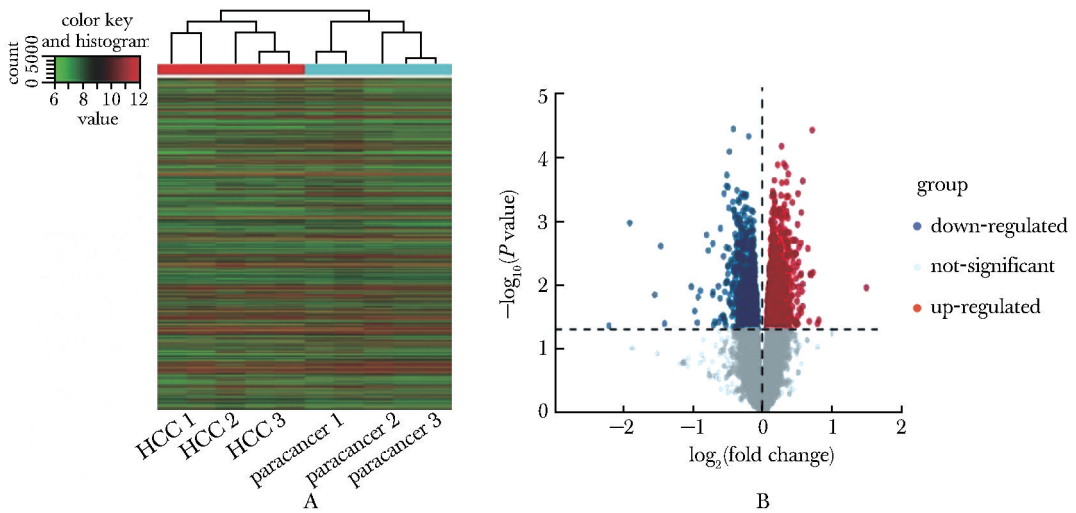 color key
and histogram
count
0 5000
6 8 10 12
value
HCC 1
HCC 2
HCC 3
paracancer 1
paracancer 2
paracancer 3
A
5
4
3
2
1
0
−log10(P value)
−2 −1 0 1 2
log2(fold change)
group
down-regulated
not-significant
up-regulated
B